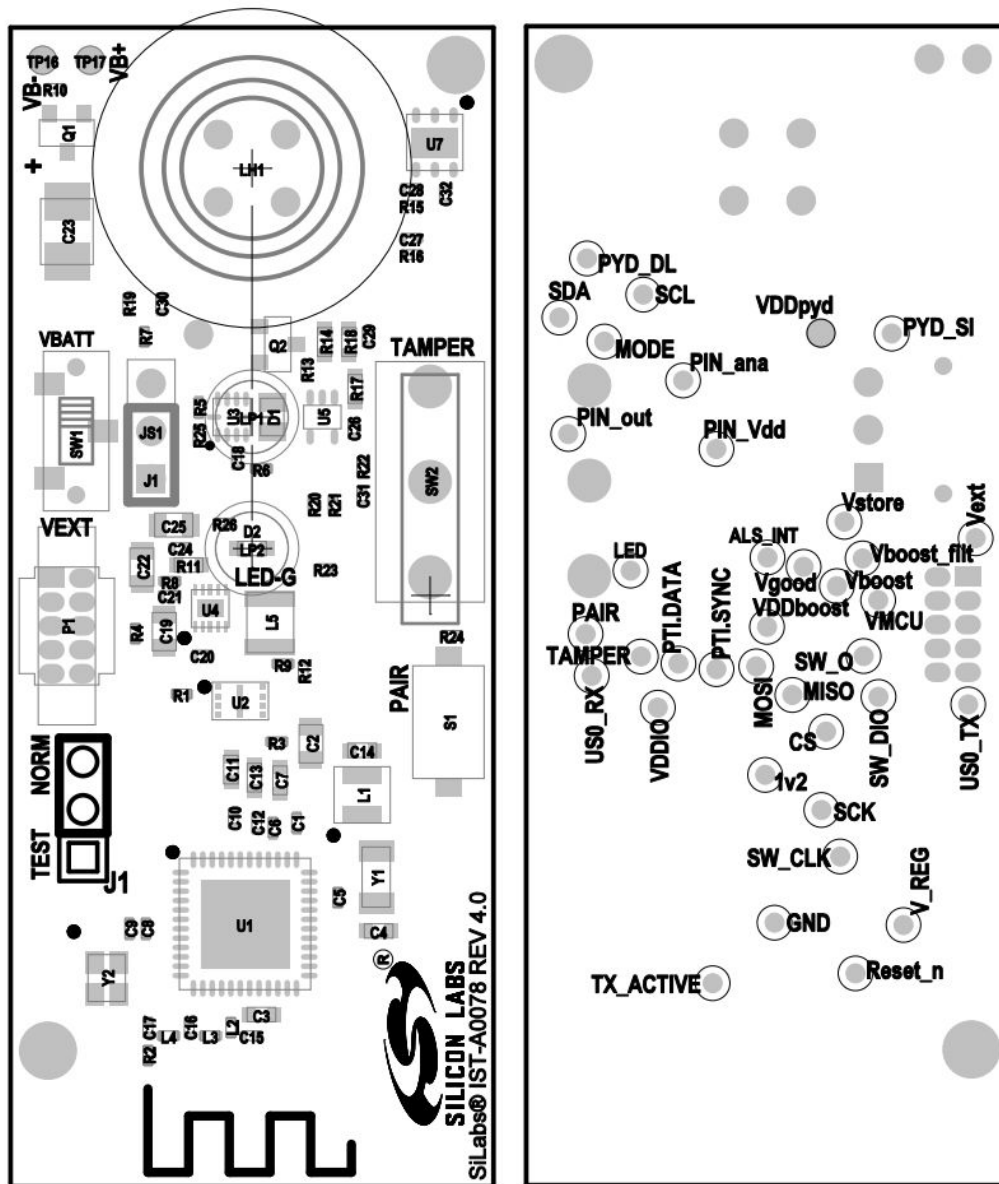 TP16
TP17
VB-
VB+
R10
Q1
+
C23
LH1
U7
C28
R15
C32
C27
R16
R19
C30
R7
VBATT
Q2
R14
R18
C29
R13
TAMPER
R17
SW1
JS1
J1
R5
R25
U3
LP1
D1
U5
C26
C18
R6
R22
C31
SW2
R20
R21
VEXT
C25
R26
D2
LP2
LED-G
C24
C22
R11
R8
C21
R23
P1
R4
C19
U4
L5
C20
R9
R12
R24
PAIR
R1
U2
S1
R3
C2
NORM
TEST
J1
C11
C13
C7
C14
L1
C10
C12
C6
C1
U1
C5
Y1
C4
C9
C8
Y2
®
C17
C16
L4
L3
L2
C3
C15
R2
SILICON LABS
SiLabs® IST-A0078 REV 4.0
PYD_DL
SDA
SCL
VDDpyd
PYD_SI
MODE
PIN_ana
PIN_out
PIN_Vdd
Vstore
Vext
LED
ALS_INT
Vgood
Vboost_filt
Vboost
VDDboost
VMCU
PAIR
TAMPER
PTI.DATA
PTI.SYNC
SW_O
US0_RX
VDDIO
MOSI
MISO
SW_DIO
US0_TX
CS
1v2
SCK
SW_CLK
V_REG
GND
TX_ACTIVE
Reset_n